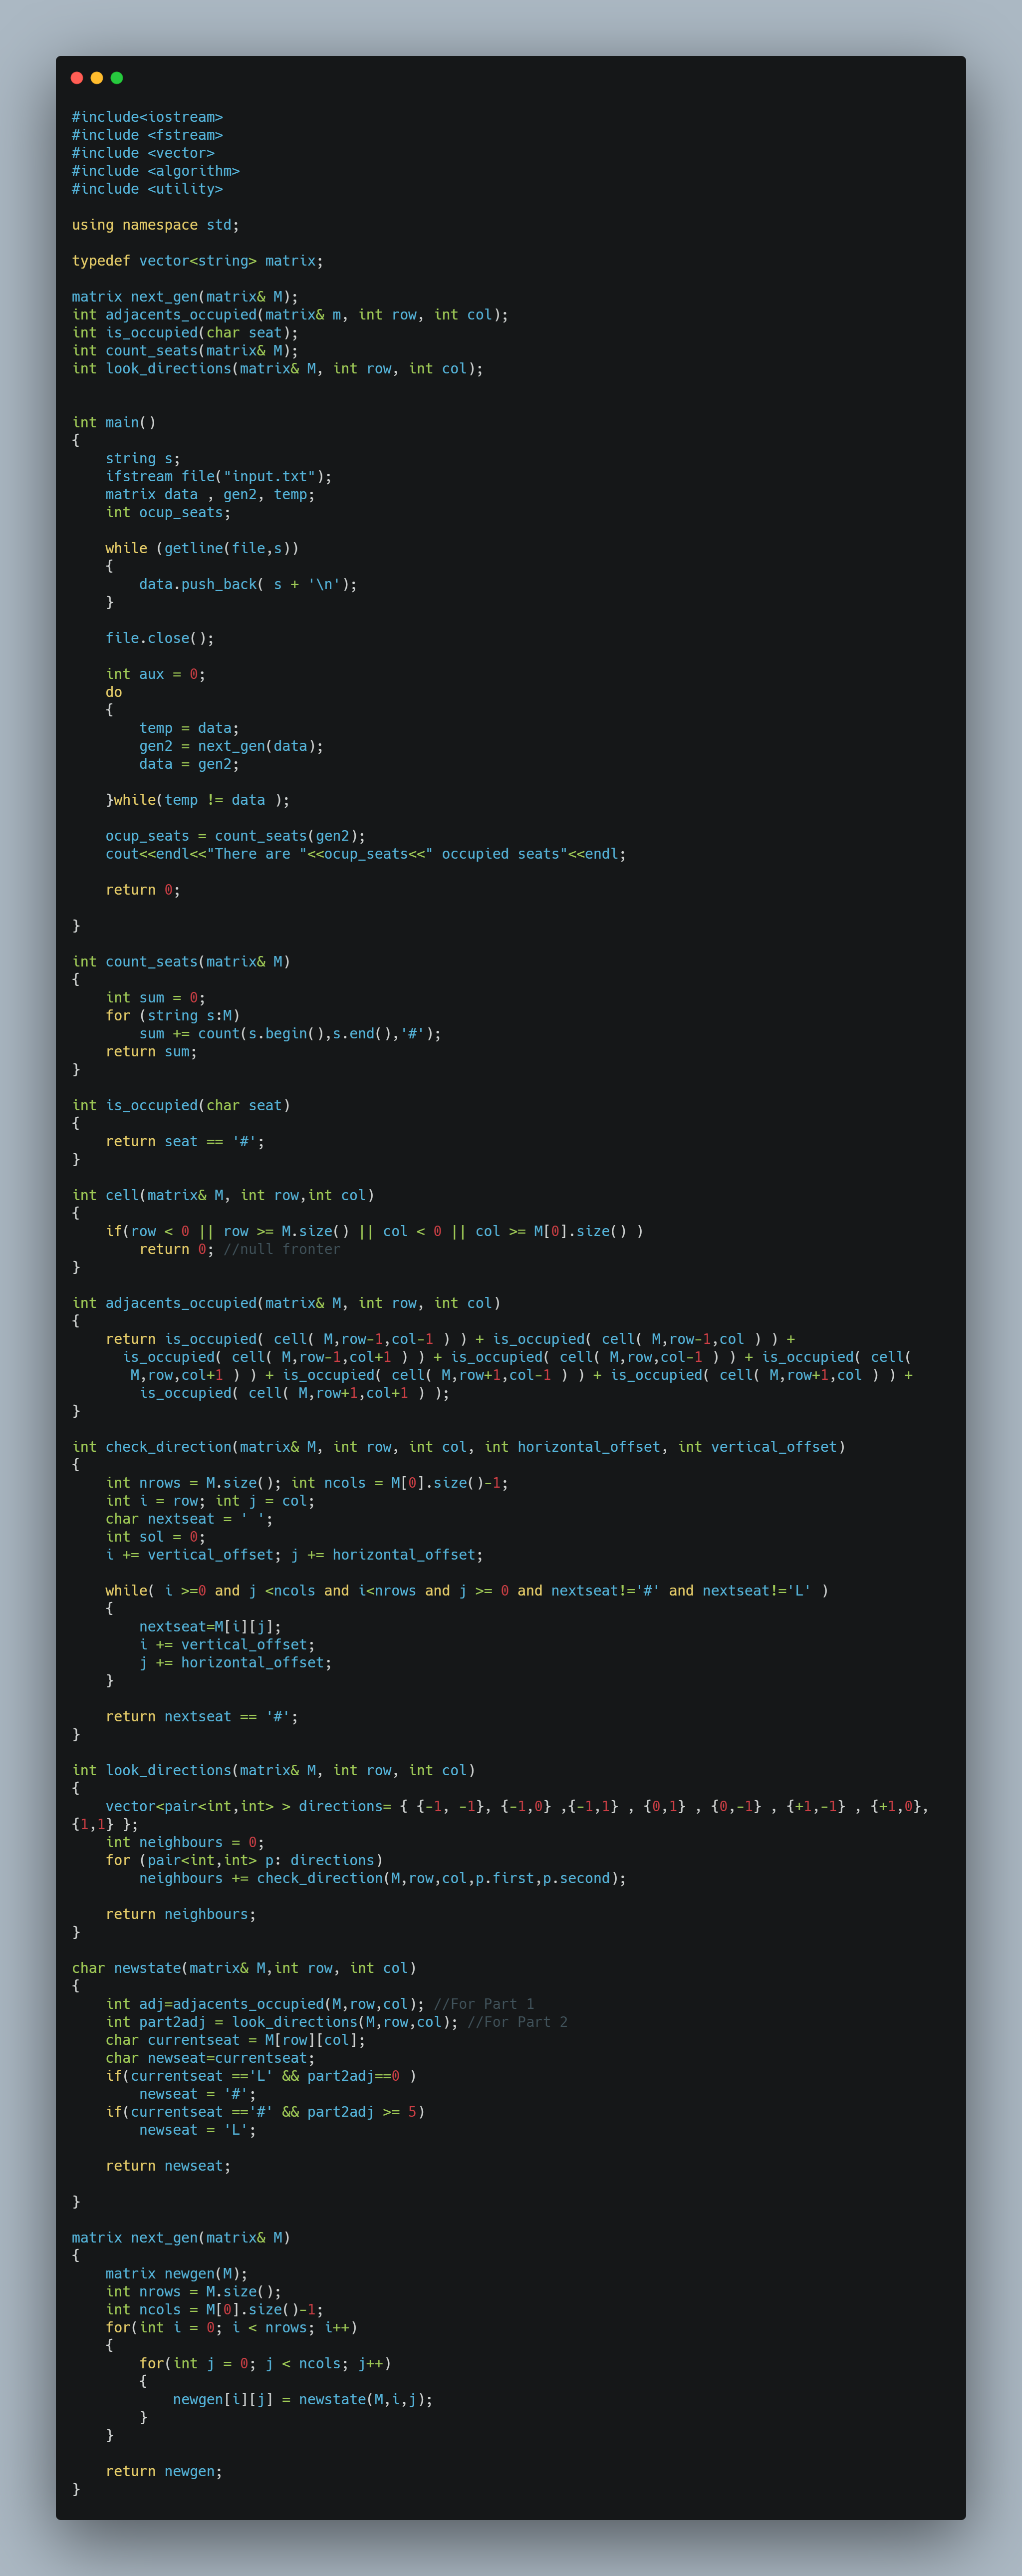 #include<iostream>
#include <fstream>
#include <vector>
#include <algorithm>
#include <utility>

using namespace std;

typedef vector<string> matrix;

matrix next_gen(matrix& M);
int adjacents_occupied(matrix& m, int row, int col);
int is_occupied(char seat);
int count_seats(matrix& M);
int look_directions(matrix& M, int row, int col);


int main()
{
    string s;
    ifstream file("input.txt");
    matrix data , gen2, temp;
    int ocup_seats;

    while (getline(file,s))
    {
        data.push_back( s + '\n');
    }

    file.close();

    int aux = 0;
    do
    {
        temp = data;
        gen2 = next_gen(data);
        data = gen2;

    }while(temp != data );

    ocup_seats = count_seats(gen2);
    cout<<endl<<"There are "<<ocup_seats<<" occupied seats"<<endl;

    return 0;

}

int count_seats(matrix& M)
{
    int sum = 0;
    for (string s:M)
        sum += count(s.begin(),s.end(),'#');
    return sum;
}

int is_occupied(char seat)
{
    return seat == '#';
}

int cell(matrix& M, int row,int col)
{
    if(row < 0 || row >= M.size() || col < 0 || col >= M[0].size() )
        return 0; //null fronter
}

int adjacents_occupied(matrix& M, int row, int col)
{
    return is_occupied( cell( M,row-1,col-1 ) ) + is_occupied( cell( M,row-1,col ) ) +
      is_occupied( cell( M,row-1,col+1 ) ) + is_occupied( cell( M,row,col-1 ) ) + is_occupied( cell(
       M,row,col+1 ) ) + is_occupied( cell( M,row+1,col-1 ) ) + is_occupied( cell( M,row+1,col ) ) +
        is_occupied( cell( M,row+1,col+1 ) );
}

int check_direction(matrix& M, int row, int col, int horizontal_offset, int vertical_offset)
{
    int nrows = M.size(); int ncols = M[0].size()-1;
    int i = row; int j = col;
    char nextseat = ' ';
    int sol = 0;
    i += vertical_offset; j += horizontal_offset;

    while( i >=0 and j <ncols and i<nrows and j >= 0 and nextseat!='#' and nextseat!='L' )
    {
        nextseat=M[i][j];
        i += vertical_offset;
        j += horizontal_offset;
    }

    return nextseat == '#';
}

int look_directions(matrix& M, int row, int col)
{
    vector<pair<int,int> > directions= { {-1, -1}, {-1,0} ,{-1,1} , {0,1} , {0,-1} , {+1,-1} , {+1,0},
{1,1} };
    int neighbours = 0;
    for (pair<int,int> p: directions)
        neighbours += check_direction(M,row,col,p.first,p.second);

    return neighbours;
}

char newstate(matrix& M,int row, int col)
{
    int adj=adjacents_occupied(M,row,col); //For Part 1
    int part2adj = look_directions(M,row,col); //For Part 2
    char currentseat = M[row][col];
    char newseat=currentseat;
    if(currentseat =='L' && part2adj==0 )
        newseat = '#';
    if(currentseat =='#' && part2adj >= 5)
        newseat = 'L';

    return newseat;

}

matrix next_gen(matrix& M)
{
    matrix newgen(M);
    int nrows = M.size();
    int ncols = M[0].size()-1;
    for(int i = 0; i < nrows; i++)
    {
        for(int j = 0; j < ncols; j++)
        {
            newgen[i][j] = newstate(M,i,j);
        }
    }

    return newgen;
}